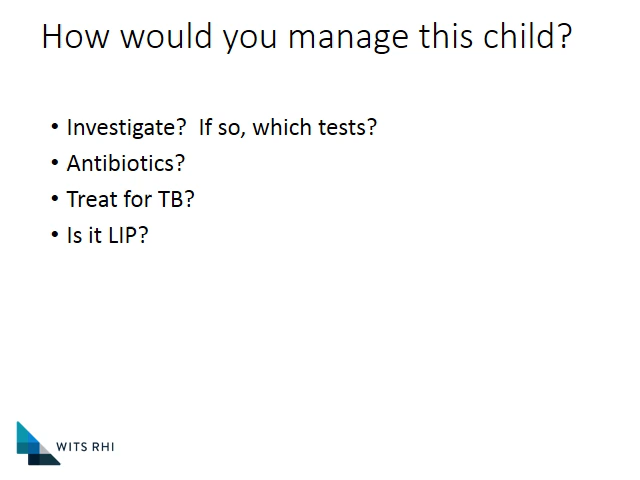 How would you manage this child?
• Investigate?  If so, which tests?
• Antibiotics?
• Treat for TB?
• Is it LIP?
WITS RHI